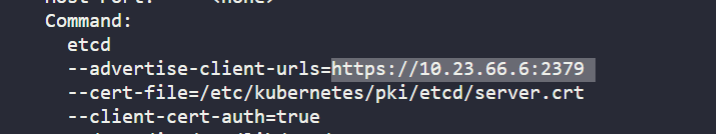 Command:
etcd
--advertise-client-urls=https://10.23.66.6:2379
--cert-file=/etc/kubernetes/pki/etcd/server.crt
--client-cert-auth=true